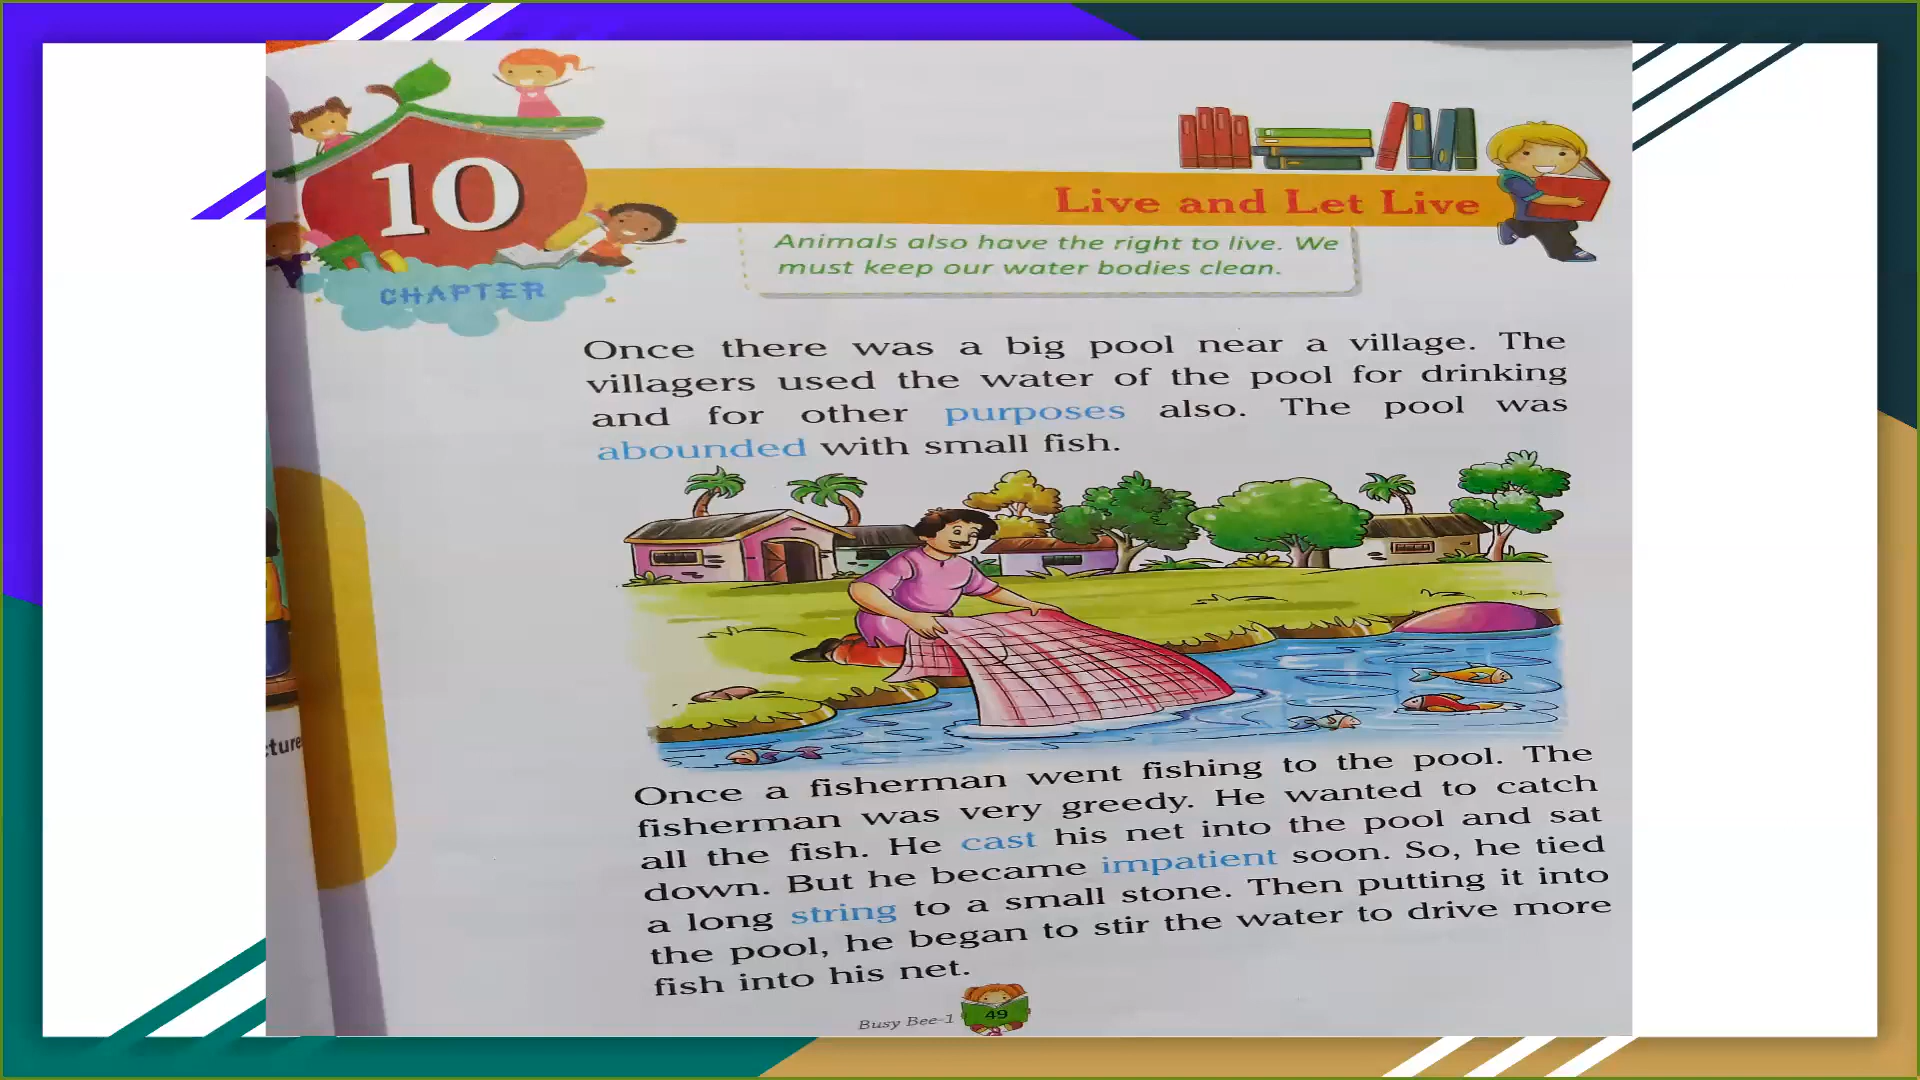 10
CHAPTER
Live and Let Live
Animals also have the right to live. We
must keep our water bodies clean.
Once there was a big pool near a village. The
villagers used the water of the pool for drinking
and for other purposes also. The pool was
abounded with small fish.
cture
Once a fisherman went fishing to the pool. The
fisherman was very greedy. He wanted to catch
all the fish. He cast his net into the pool and sat
down. But he became impatient soon. So, he tied
a long string to a small stone. Then putting it into
the pool, he began to stir the water to drive more
fish into his net.
Busy Bee-1
49